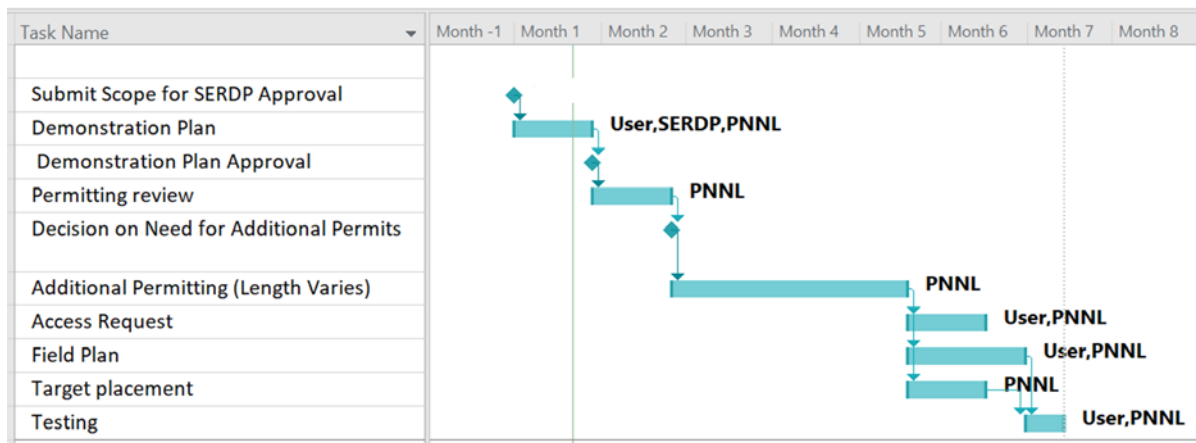 Task Name
Month -1 Month 1 Month 2 Month 3 Month 4 Month 5 Month 6 Month 7 Month 8
Submit Scope for SERDP Approval
Demonstration Plan
User,SERDP,PNNL
Demonstration Plan Approval
Permitting review
PNNL
Decision on Need for Additional Permits
Additional Permitting (Length Varies)
PNNL
Access Request
User,PNNL
Field Plan
User,PNNL
Target placement
PNNL
Testing
User,PNNL